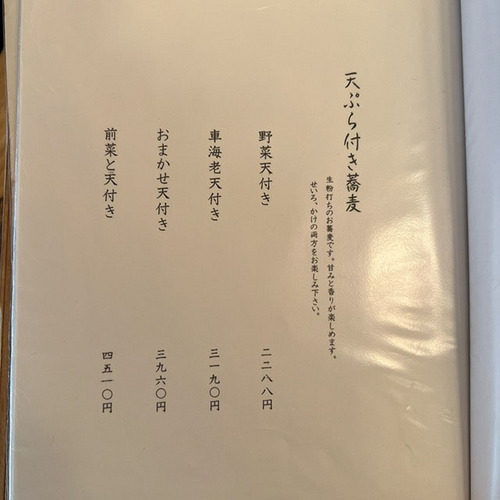 天ぷら付き蕎麦
生粉打ちのお蕎麦です。甘みと香りが楽しめます。
せいろ、かけの両方をお楽しみ下さい。
野菜天付き 二二八八円
車海老天付き 三一九〇円
おまかせ天付き 三九六〇円
前菜と天付き 四五一〇円